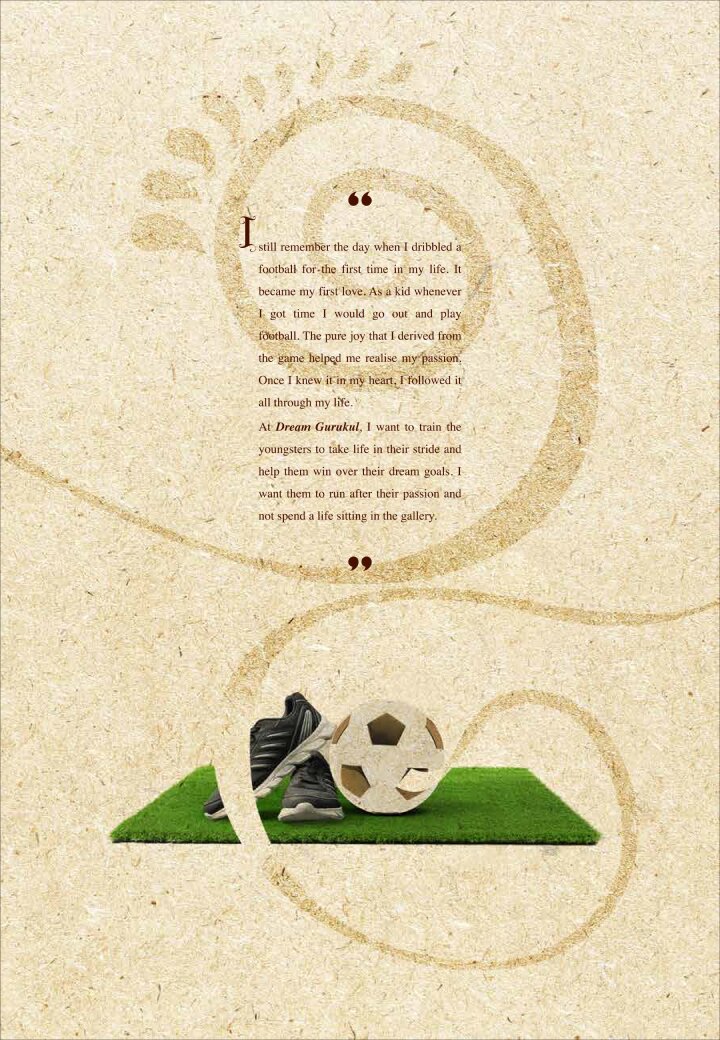 ❝
I still remember the day when I dribbled a
football for the first time in my life. It
became my first love. As a kid whenever
I got time I would go out and play
football. The pure joy that I derived from
the game helped me realise my passion.
Once I knew it in my heart, I followed it
all through my life.
At Dream Gurukul, I want to train the
youngsters to take life in their stride and
help them win over their dream goals. I
want them to run after their passion and
not spend a life sitting in the gallery.
❞